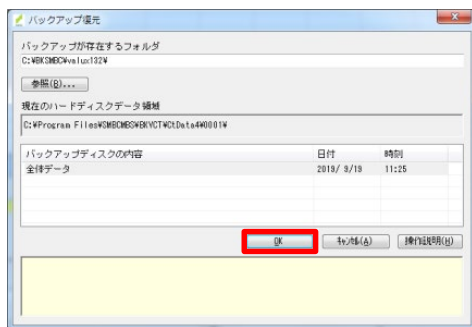 バックアップ復元
バックアップが存在するフォルダ
C:¥BKSMBC¥valux132¥
参照(B)...
現在のハードディスクデータ領域
C:¥Program Files¥SMBCMBS¥BKVCT¥CtData4¥0001¥
バックアップディスクの内容 日付 時刻
全体データ 2019/ 9/19 11:25
OK キャンセル(A) 操作説明(H)